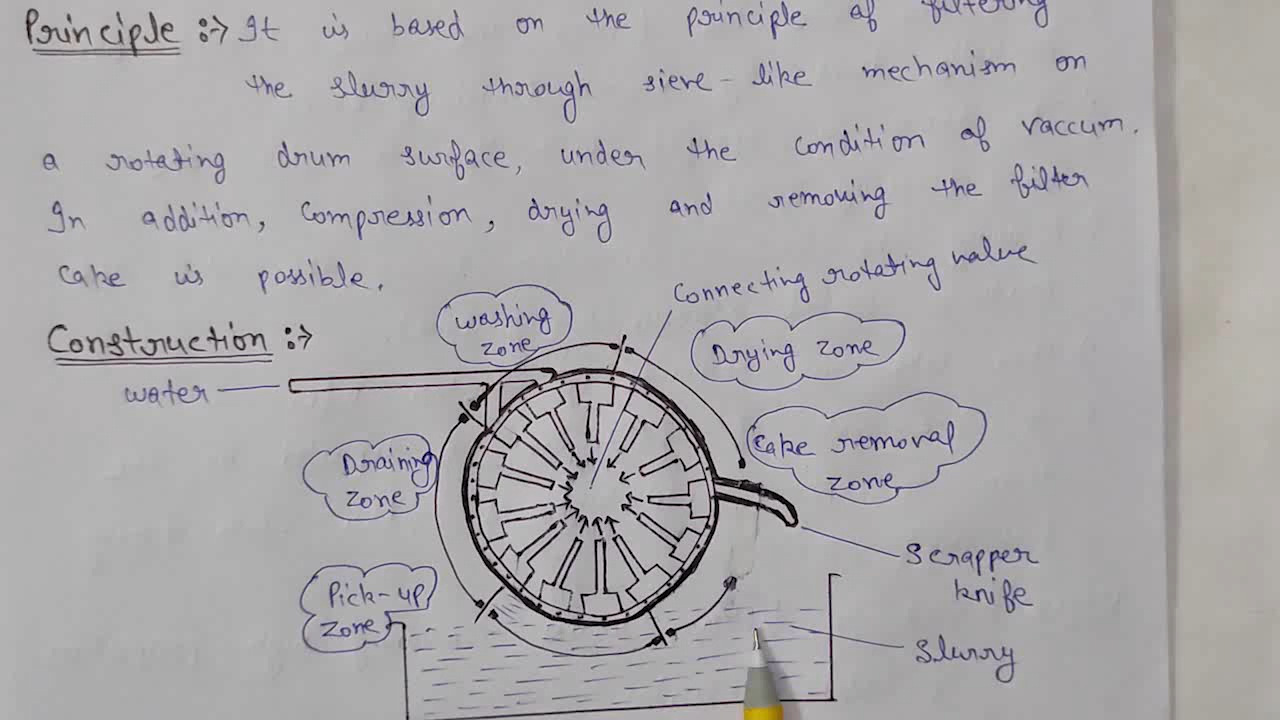 Principle :→ It is based on the principle of filtering
the slurry through sieve-like mechanism on
a rotating drum surface, under the condition of vaccum.
In addition, compression, drying and removing the filter
cake is possible.
Connecting rotating value
Construction :→
washing
zone
Drying zone
water
Cake removal
zone
Draining
zone
Scrapper
knife
Pick-up
zone
Slurry